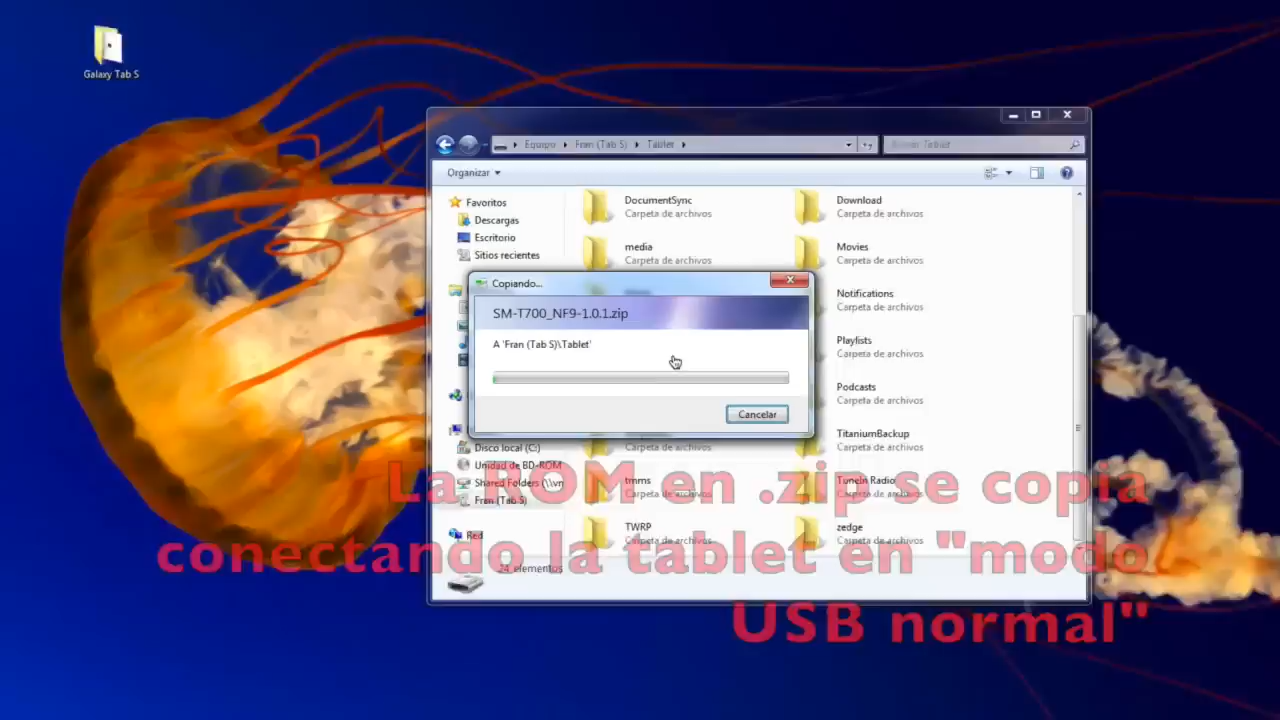 Galaxy Tab S
Equipo
Fran (Tab S)
Tablet
Buscar Tablet
Organizar
Favoritos
Descargas
Escritorio
Sitios recientes
Disco local (C:)
Unidad de BD-ROM
Shared Folders (\\vm
Fran (Tab S)
Red
DocumentSync
Carpeta de archivos
Download
Carpeta de archivos
media
Carpeta de archivos
Movies
Carpeta de archivos
Notifications
Carpeta de archivos
Playlists
Carpeta de archivos
Podcasts
Carpeta de archivos
Carpeta de archivos
TitaniumBackup
Carpeta de archivos
tmms
Carpeta de archivos
TuneIn Radio
Carpeta de archivos
TWRP
Carpeta de archivos
zedge
Carpeta de archivos
24 elementos
Copiando...
SM-T700_NF9-1.0.1.zip
A 'Fran (Tab S)\Tablet'
Cancelar
La ROM en .zip se copia
conectando la tablet en "modo
USB normal"